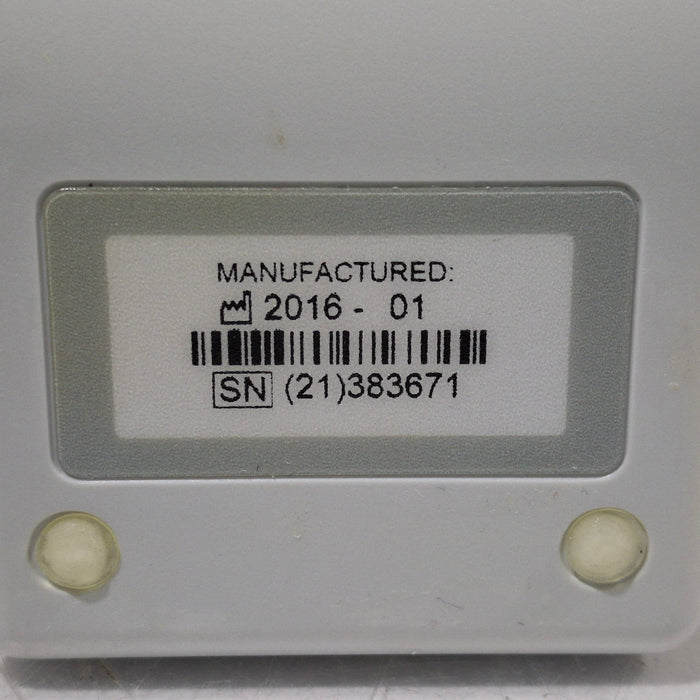 MANUFACTURED:
2016 - 01
SN (21)383671